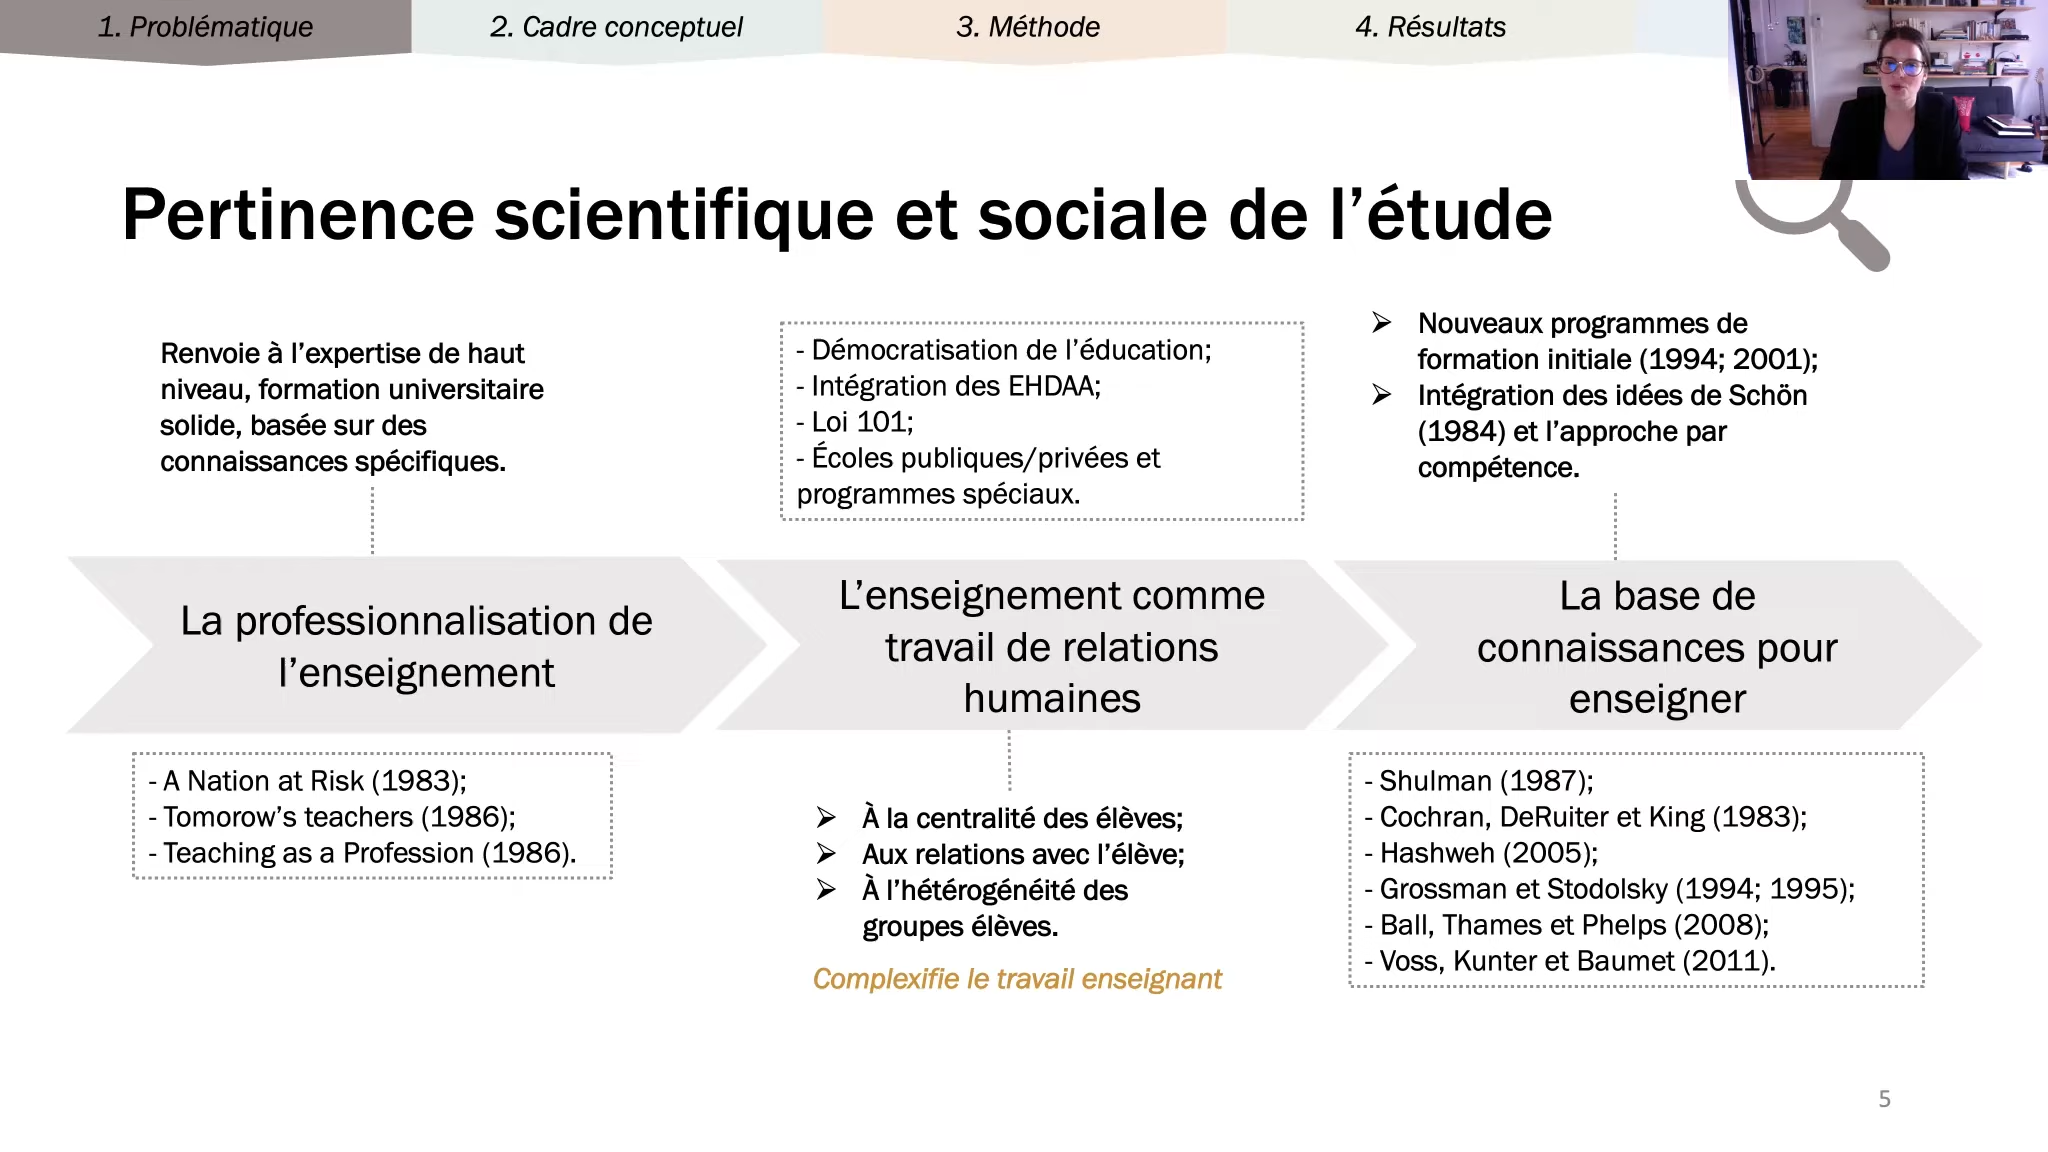 1. Problématique
2. Cadre conceptuel
3. Méthode
4. Résultats
Pertinence scientifique et sociale de l’étude
Renvoie à l’expertise de haut
niveau, formation universitaire
solide, basée sur des
connaissances spécifiques.
La professionnalisation de
l’enseignement
- A Nation at Risk (1983);
- Tomorow’s teachers (1986);
- Teaching as a Profession (1986).
- Démocratisation de l’éducation;
- Intégration des EHDAA;
- Loi 101;
- Écoles publiques/privées et
programmes spéciaux.
L’enseignement comme
travail de relations
humaines
➢ À la centralité des élèves;
➢ Aux relations avec l’élève;
➢ À l’hétérogénéité des
groupes élèves.
Complexifie le travail enseignant
➢ Nouveaux programmes de
formation initiale (1994; 2001);
➢ Intégration des idées de Schön
(1984) et l’approche par
compétence.
La base de
connaissances pour
enseigner
- Shulman (1987);
- Cochran, DeRuiter et King (1983);
- Hashweh (2005);
- Grossman et Stodolsky (1994; 1995);
- Ball, Thames et Phelps (2008);
- Voss, Kunter et Baumet (2011).
5